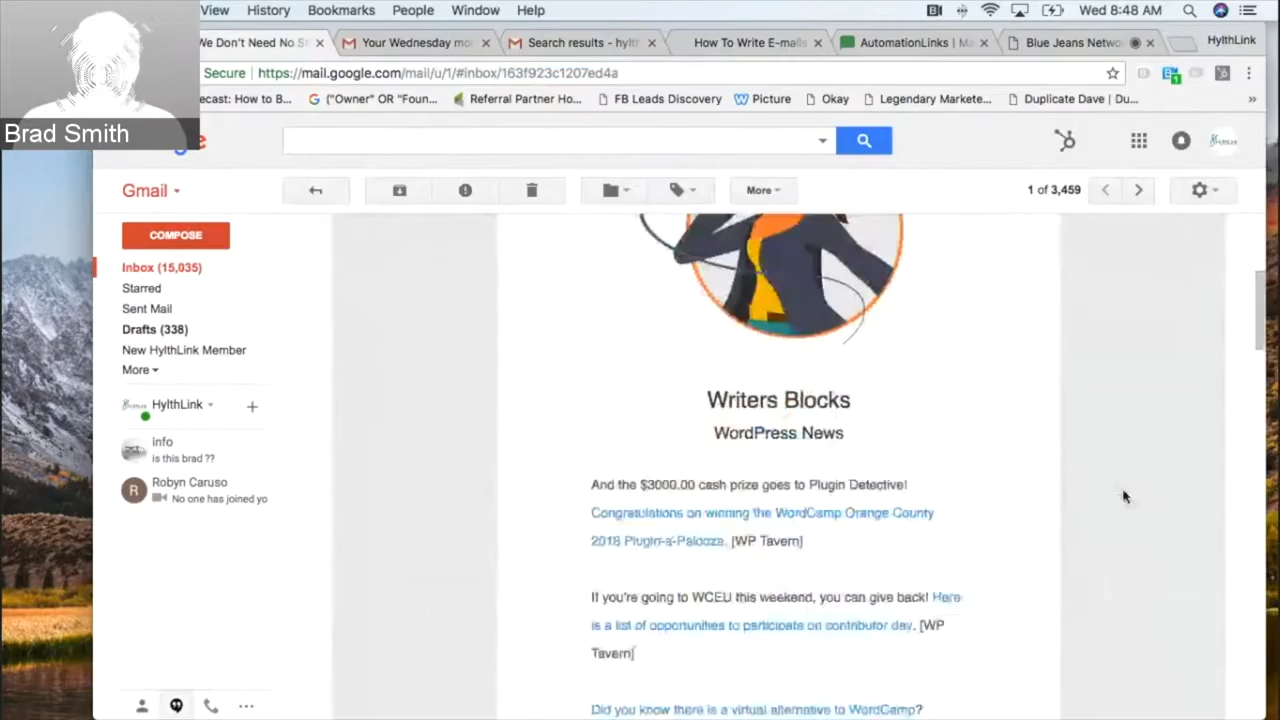 View History Bookmarks People Window Help Wed 8:48 AM
We Don't Need No St Your Wednesday mo Search results - hylth How To Write E-mails AutomationLinks | Ma Blue Jeans Netwo HylthLink
Secure https://mail.google.com/mail/u/1/#inbox/163f923c1207ed4a
ecast: How to B... ("Owner" OR "Foun... Referral Partner Ho... FB Leads Discovery Picture Okay Legendary Markete... Duplicate Dave | Du... »
Brad Smith
Gmail
More
1 of 3,459
COMPOSE
Inbox (15,035)
Starred
Sent Mail
Drafts (338)
New HylthLink Member
More
HylthLink
info
is this brad ??
R
Robyn Caruso
No one has joined yo
Writers Blocks
WordPress News
And the $3000.00 cash prize goes to Plugin Detective!
Congratulations on winning the WordCamp Orange County
2018 Plugin-a-Palooza. [WP Tavern]
If you're going to WCEU this weekend, you can give back! Here
is a list of opportunities to participate on contributor day. [WP
Tavern]
Did you know there is a virtual alternative to WordCamp?